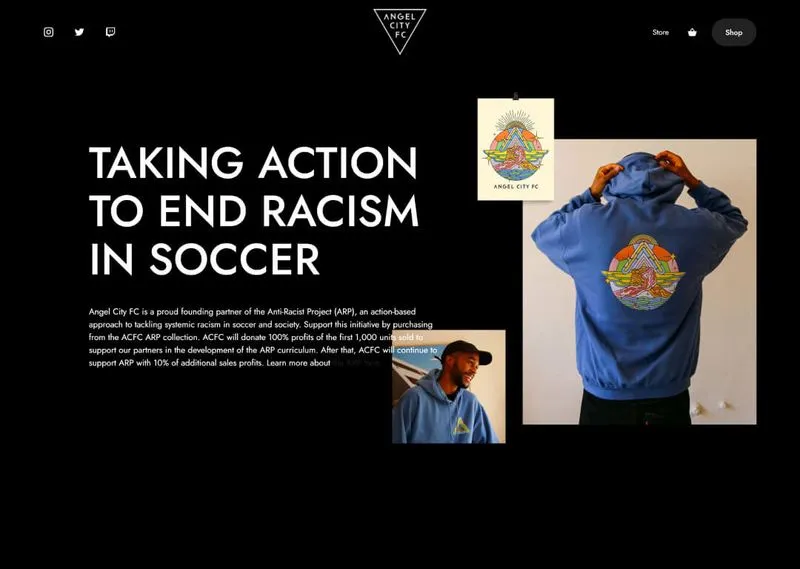 ANGEL
CITY
FC
Store
Shop
ANGEL CITY FC
TAKING ACTION
TO END RACISM
IN SOCCER
Angel City FC is a proud founding partner of the Anti-Racist Project (ARP), an action-based
approach to tackling systemic racism in soccer and society. Support this initiative by purchasing
from the ACFC ARP collection. ACFC will donate 100% profits of the first 1,000 units sold to
support our partners in the development of the ARP curriculum. After that, ACFC will continue to
support ARP with 10% of additional sales profits. Learn more about